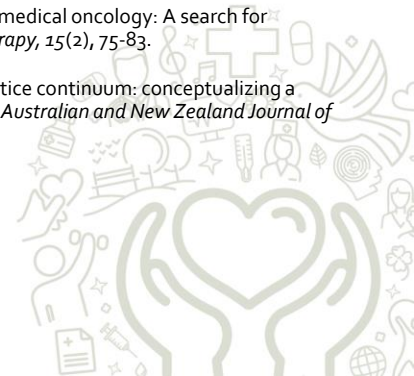 medical oncology: A search for
rapy, 15(2), 75-83.
tice continuum: conceptualizing a
Australian and New Zealand Journal of